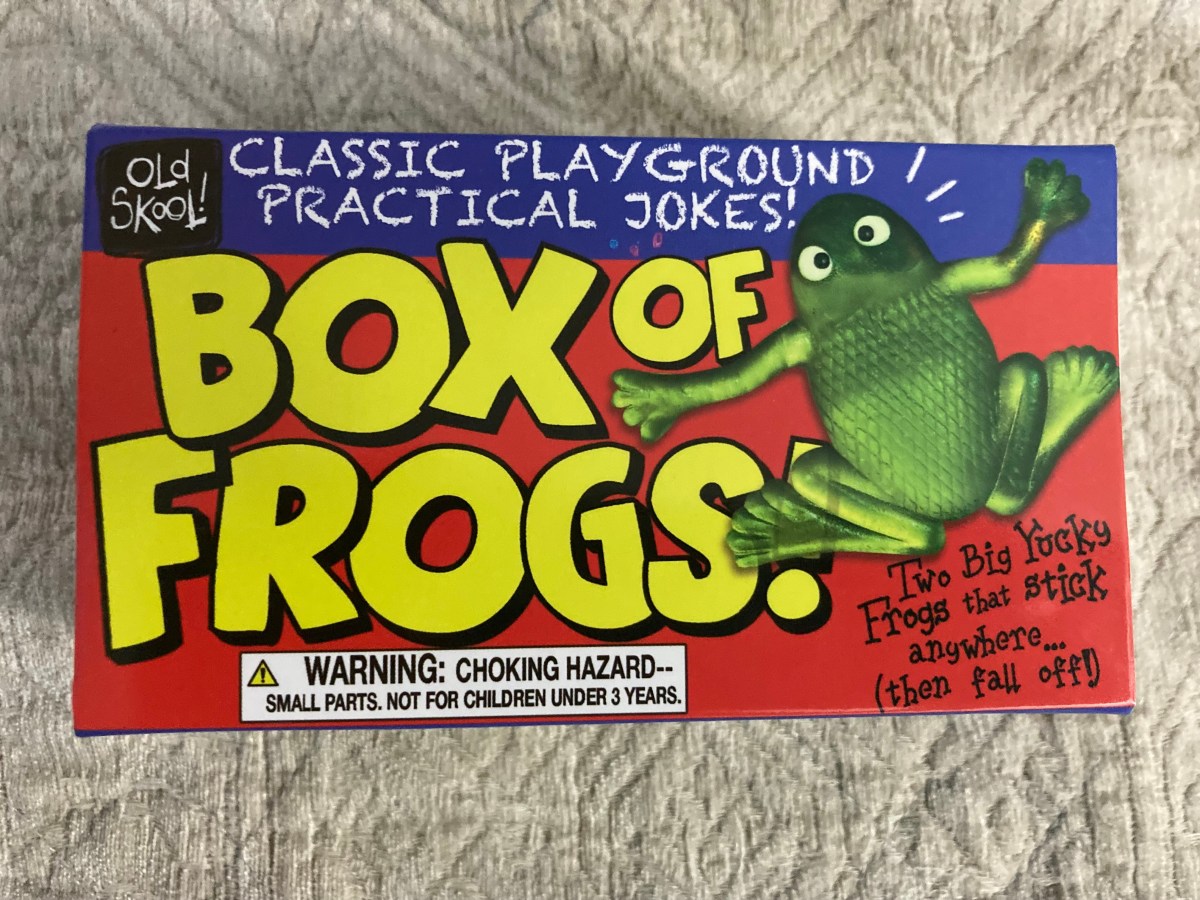 OLd
SKOOL!
CLASSIC PLAYGROUND
PRACTICAL JOKES!
BOX OF
FROGS!
Two Big Yucky
Frogs that stick
anywhere...
(then fall off!)
WARNING: CHOKING HAZARD--
SMALL PARTS. NOT FOR CHILDREN UNDER 3 YEARS.